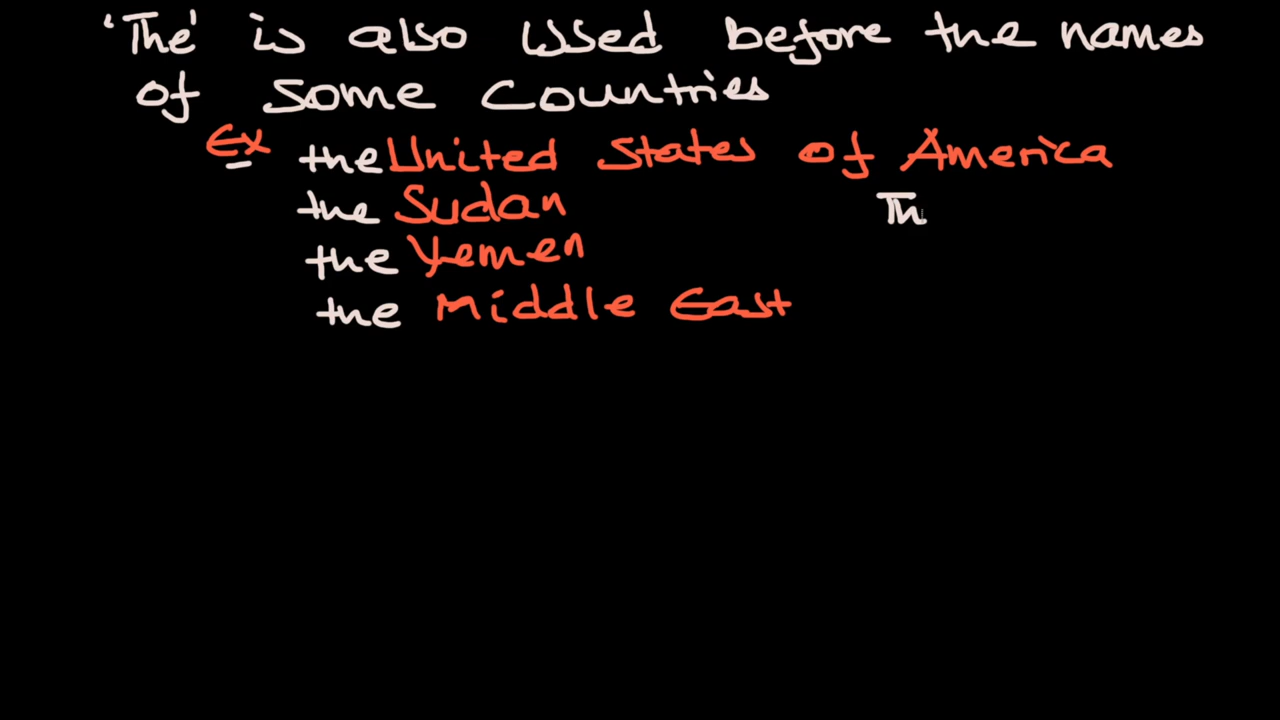 'The' is also Used before the names
of some Countries
Ex the United States of America
the Sudan Th
the Yemen
the Middle East